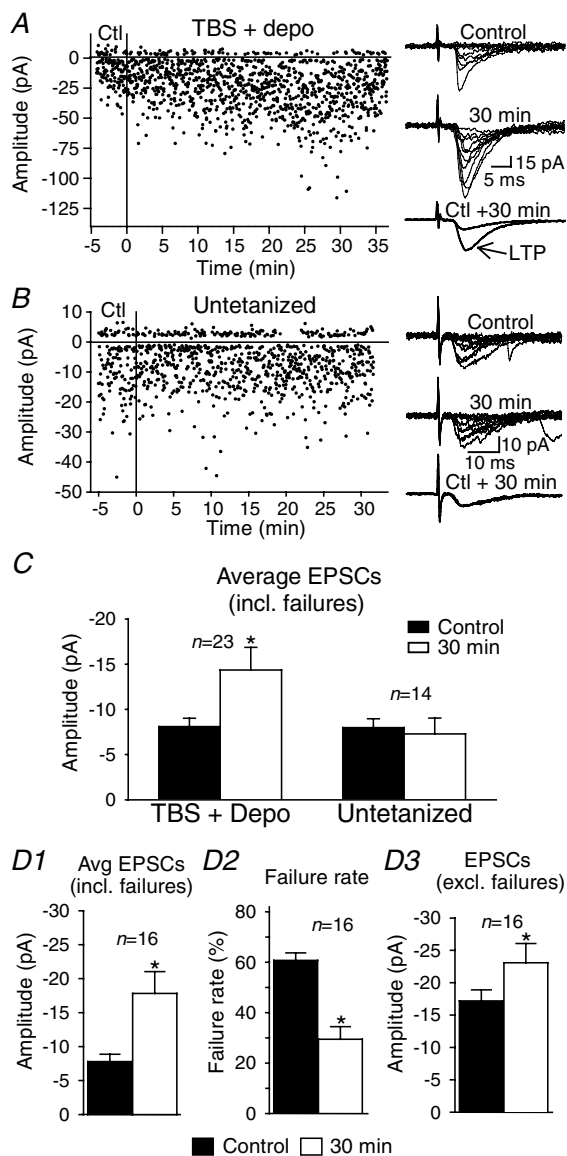 A
Ctl
TBS + depo
Amplitude (pA)
0
-25
-50
-75
-100
-125
-5 0 5 10 15 20 25 30 35
Time (min)
Control
30 min
15 pA
5 ms
Ctl +30 min
LTP
B
Ctl
Untetanized
Amplitude (pA)
10
0
-10
-20
-30
-40
-50
-5 0 5 10 15 20 25 30
Time (min)
Control
30 min
10 pA
10 ms
Ctl + 30 min
C
Average EPSCs
(incl. failures)
Amplitude (pA)
-20
-15
-10
-5
0
n=23
*
n=14
Control
30 min
TBS + Depo
Untetanized
D1
Avg EPSCs
(incl. failures)
Amplitude (pA)
-30
-25
-20
-15
-10
-5
0
n=16
*
D2
Failure rate
Failure rate (%)
80
60
40
20
0
n=16
*
D3
EPSCs
(excl. failures)
Amplitude (pA)
-30
-25
-20
-15
-10
-5
0
n=16
*
Control
30 min